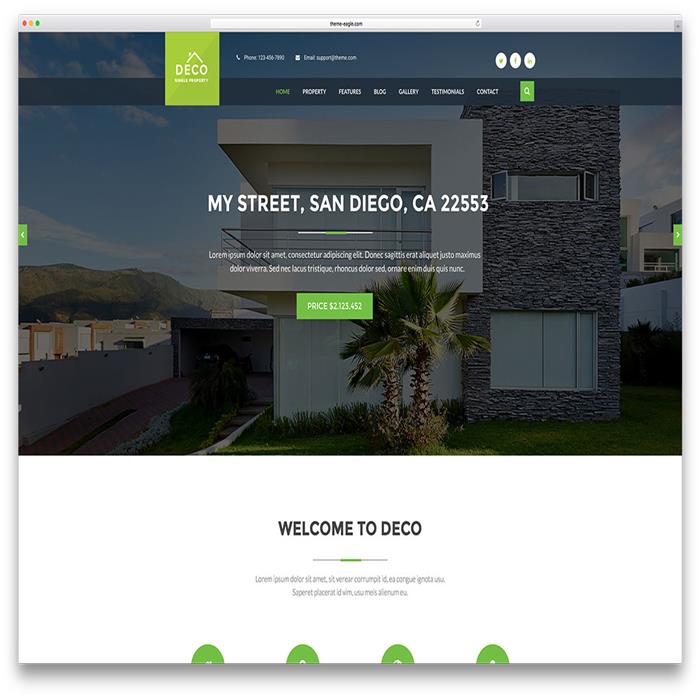 theme-eagle.com
DECO
SINGLE PROPERTY
Phone: 123-456-7890 Email: support@theme.com
HOME PROPERTY FEATURES BLOG GALLERY TESTIMONIALS CONTACT
MY STREET, SAN DIEGO, CA 22553
Lorem ipsum dolor sit amet, consectetur adipiscing elit. Donec sagittis erat aliquet justo maximus
dolor viverra. Sed nec lacus tristique, rhoncus dolor sed, ornare enim duis quis nunc.
PRICE $2.123.452
WELCOME TO DECO
Lorem ipsum dolor sit amet, sit verear corrumpit id, ea congue ignota usu.
Saperet placerat id vim, usu meis alienum eu.